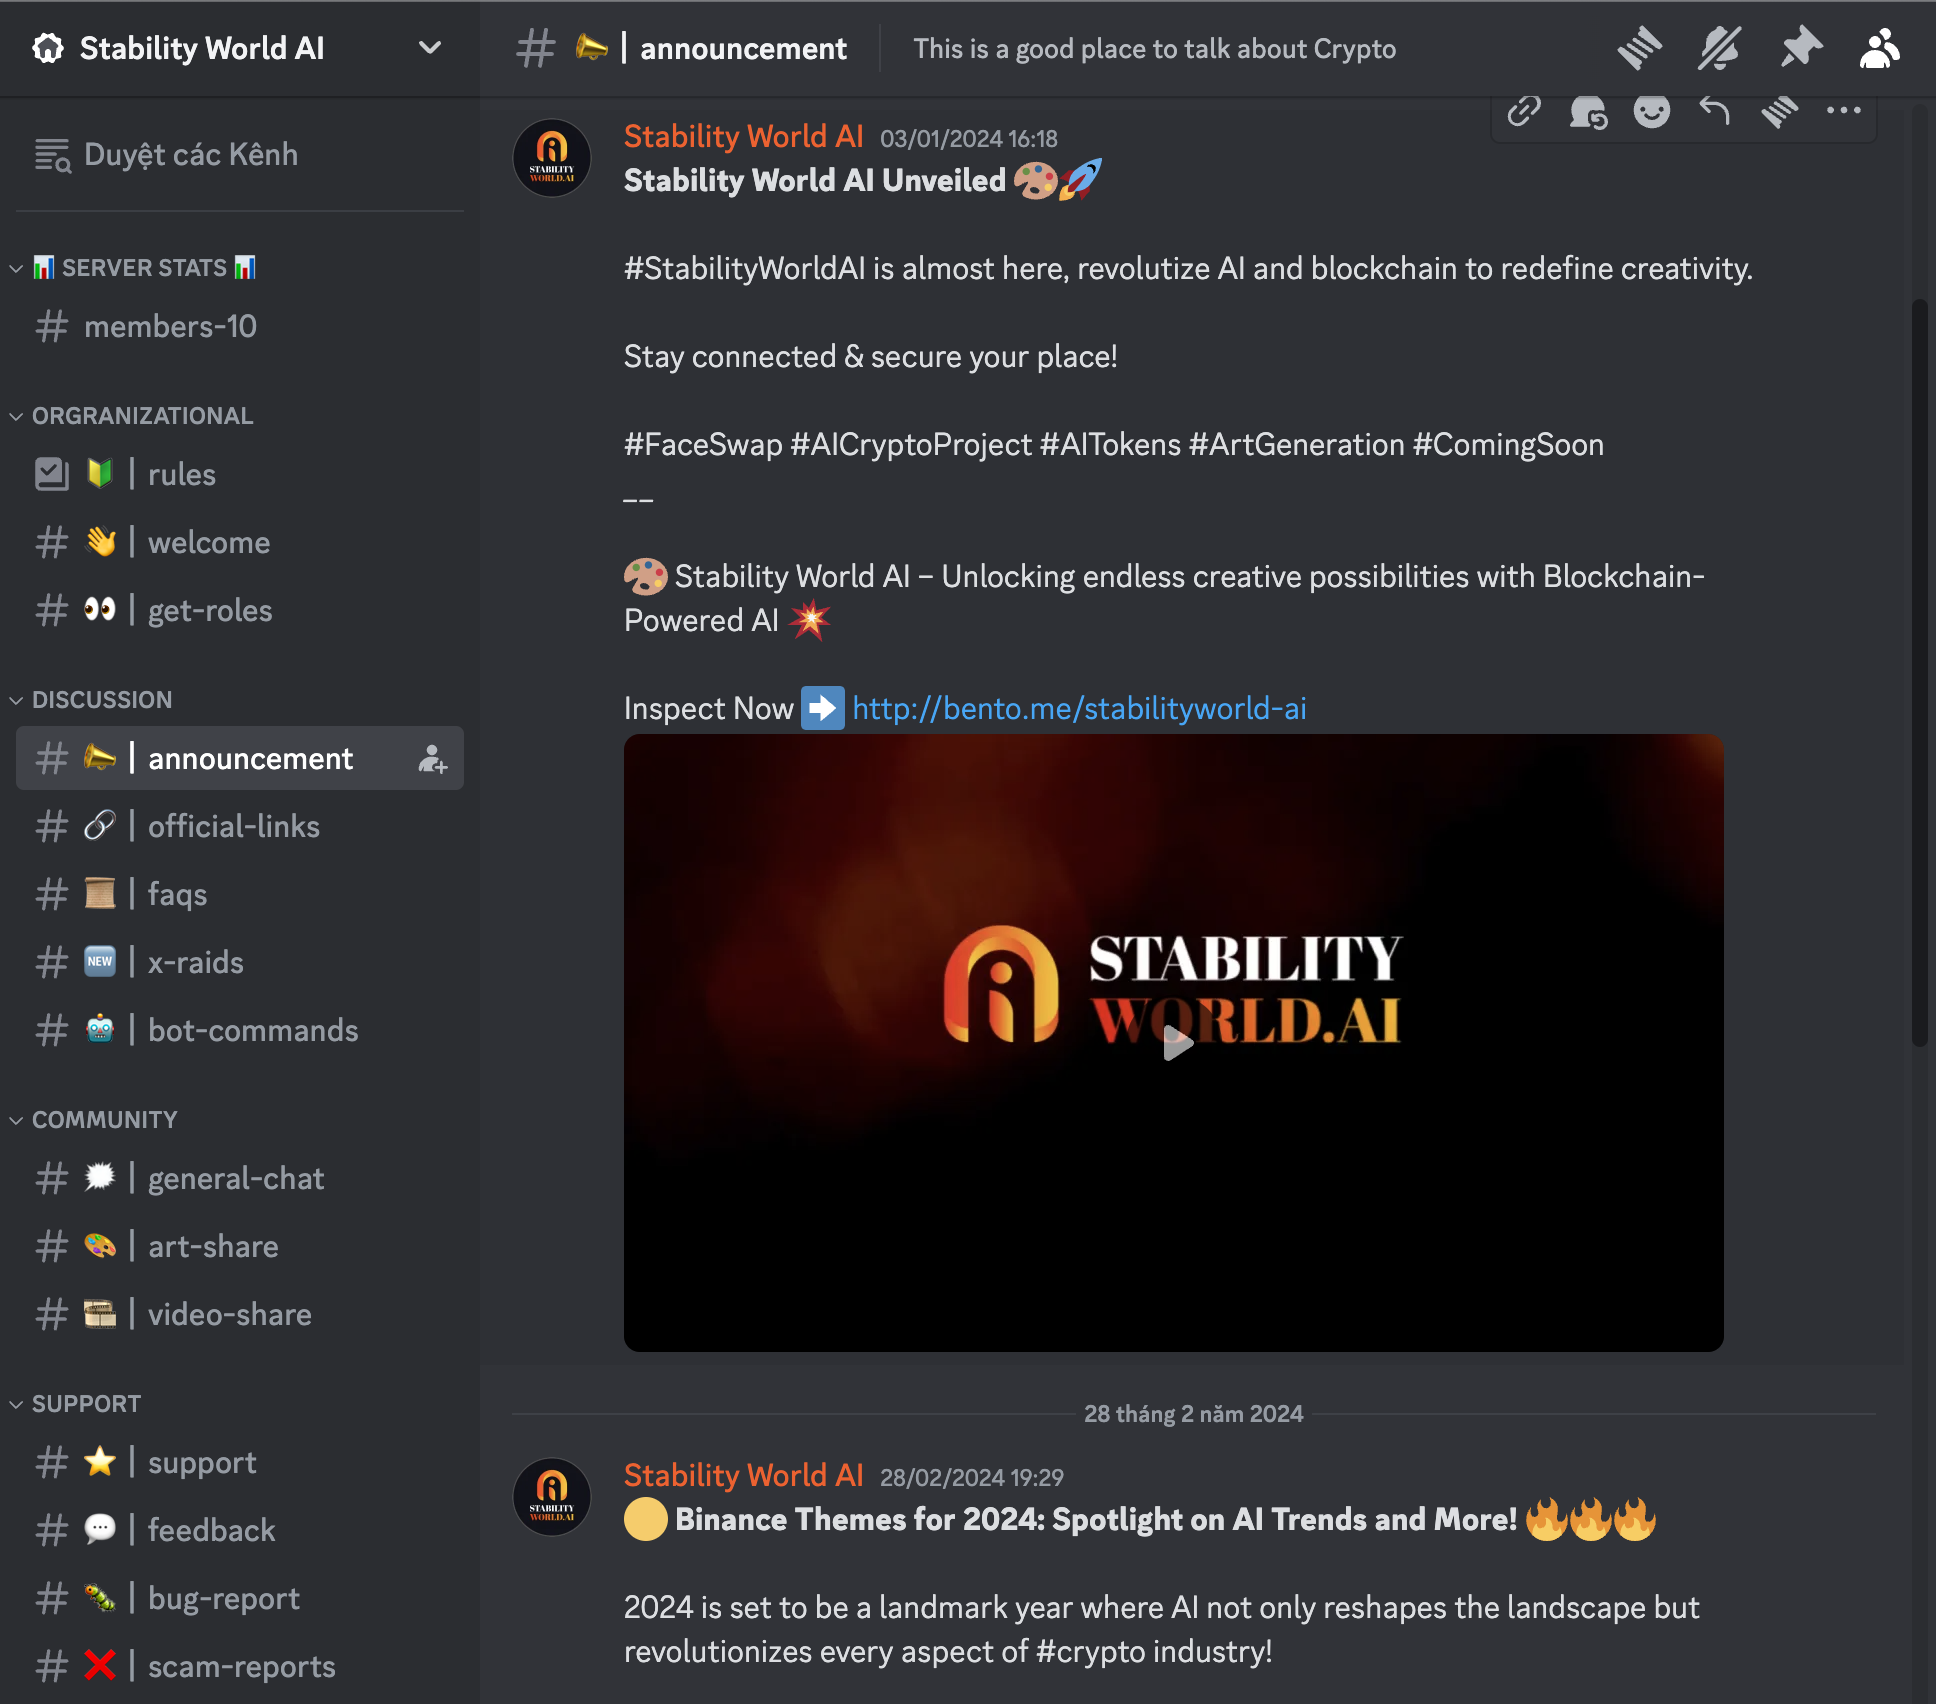 Stability World AI
Duyệt các Kênh
SERVER STATS
members-10
ORGRANIZATIONAL
rules
welcome
get-roles
DISCUSSION
announcement
official-links
faqs
NEW
x-raids
bot-commands
COMMUNITY
general-chat
art-share
video-share
SUPPORT
support
feedback
bug-report
scam-reports
# | announcement
This is a good place to talk about Crypto
STABILITY
WORLD.AI
Stability World AI 03/01/2024 16:18
Stability World AI Unveiled 🎨🚀
#StabilityWorldAI is almost here, revolutize AI and blockchain to redefine creativity.
Stay connected & secure your place!
#FaceSwap #AICryptoProject #AITokens #ArtGeneration #ComingSoon
––
🎨 Stability World AI – Unlocking endless creative possibilities with Blockchain-
Powered AI 💥
Inspect Now ➡️ http://bento.me/stabilityworld-ai
STABILITY
WORLD.AI
28 tháng 2 năm 2024
STABILITY
WORLD.AI
Stability World AI 28/02/2024 19:29
🟡 Binance Themes for 2024: Spotlight on AI Trends and More! 🔥🔥🔥
2024 is set to be a landmark year where AI not only reshapes the landscape but
revolutionizes every aspect of #crypto industry!